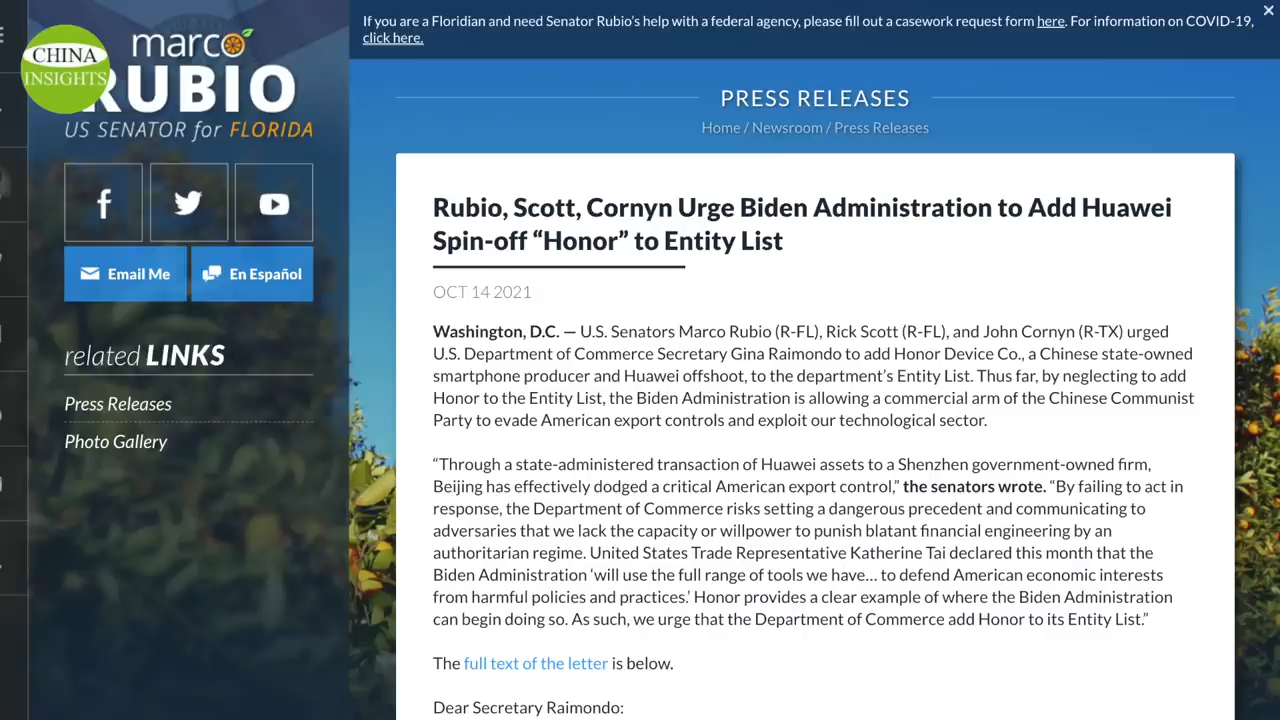 If you are a Floridian and need Senator Rubio's help with a federal agency, please fill out a casework request form here. For information on COVID-19,
click here.
CHINA
INSIGHTS
marco
RUBIO
US SENATOR for FLORIDA
Email Me
En Español
related LINKS
Press Releases
Photo Gallery
PRESS RELEASES
Home / Newsroom / Press Releases
Rubio, Scott, Cornyn Urge Biden Administration to Add Huawei
Spin-off “Honor” to Entity List
OCT 14 2021
Washington, D.C. — U.S. Senators Marco Rubio (R-FL), Rick Scott (R-FL), and John Cornyn (R-TX) urged
U.S. Department of Commerce Secretary Gina Raimondo to add Honor Device Co., a Chinese state-owned
smartphone producer and Huawei offshoot, to the department’s Entity List. Thus far, by neglecting to add
Honor to the Entity List, the Biden Administration is allowing a commercial arm of the Chinese Communist
Party to evade American export controls and exploit our technological sector.
“Through a state-administered transaction of Huawei assets to a Shenzhen government-owned firm,
Beijing has effectively dodged a critical American export control,” the senators wrote. “By failing to act in
response, the Department of Commerce risks setting a dangerous precedent and communicating to
adversaries that we lack the capacity or willpower to punish blatant financial engineering by an
authoritarian regime. United States Trade Representative Katherine Tai declared this month that the
Biden Administration ‘will use the full range of tools we have… to defend American economic interests
from harmful policies and practices.’ Honor provides a clear example of where the Biden Administration
can begin doing so. As such, we urge that the Department of Commerce add Honor to its Entity List.”
The full text of the letter is below.
Dear Secretary Raimondo: